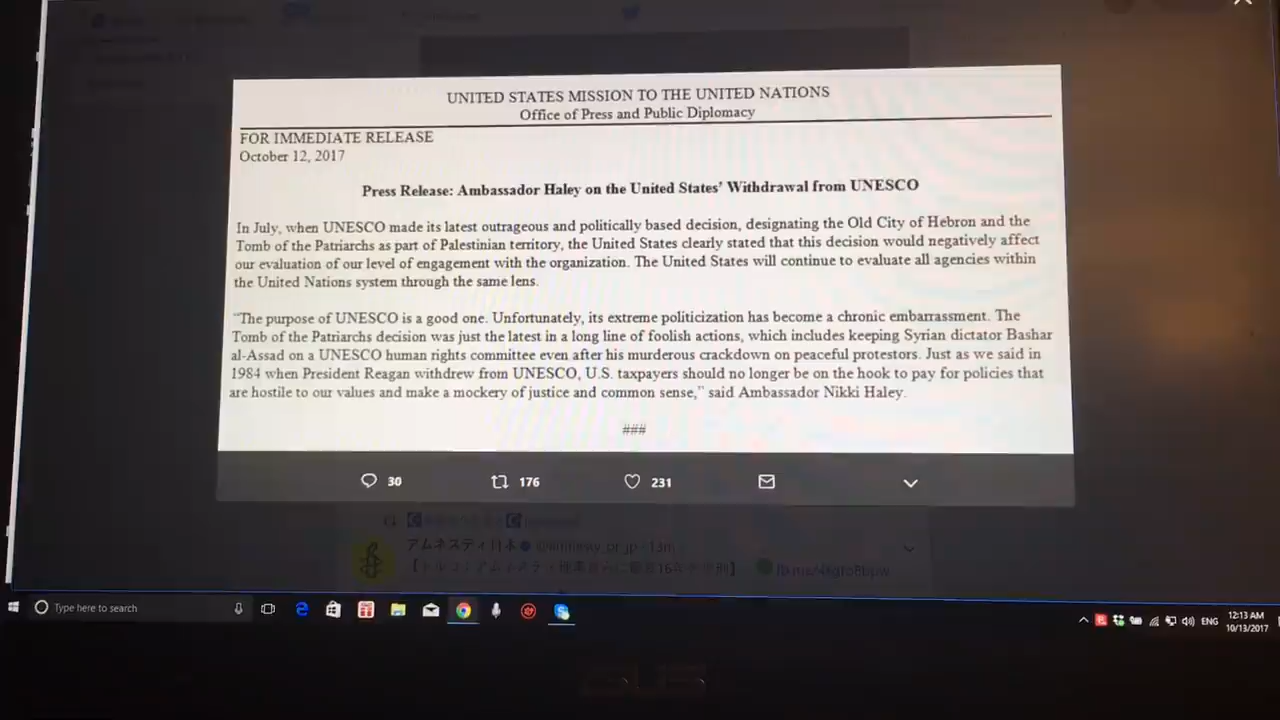 UNITED STATES MISSION TO THE UNITED NATIONS
Office of Press and Public Diplomacy
FOR IMMEDIATE RELEASE
October 12, 2017
Press Release: Ambassador Haley on the United States' Withdrawal from UNESCO
In July, when UNESCO made its latest outrageous and politically based decision, designating the Old City of Hebron and the
Tomb of the Patriarchs as part of Palestinian territory, the United States clearly stated that this decision would negatively affect
our evaluation of our level of engagement with the organization. The United States will continue to evaluate all agencies within
the United Nations system through the same lens.
"The purpose of UNESCO is a good one. Unfortunately, its extreme politicization has become a chronic embarrassment. The
Tomb of the Patriarchs decision was just the latest in a long line of foolish actions, which includes keeping Syrian dictator Bashar
al-Assad on a UNESCO human rights committee even after his murderous crackdown on peaceful protestors. Just as we said in
1984 when President Reagan withdrew from UNESCO, U.S. taxpayers should no longer be on the hook to pay for policies that
are hostile to our values and make a mockery of justice and common sense," said Ambassador Nikki Haley.
###
30 176 231
アムネスティ日本
Type here to search
ENG
12:13 AM
10/13/2017